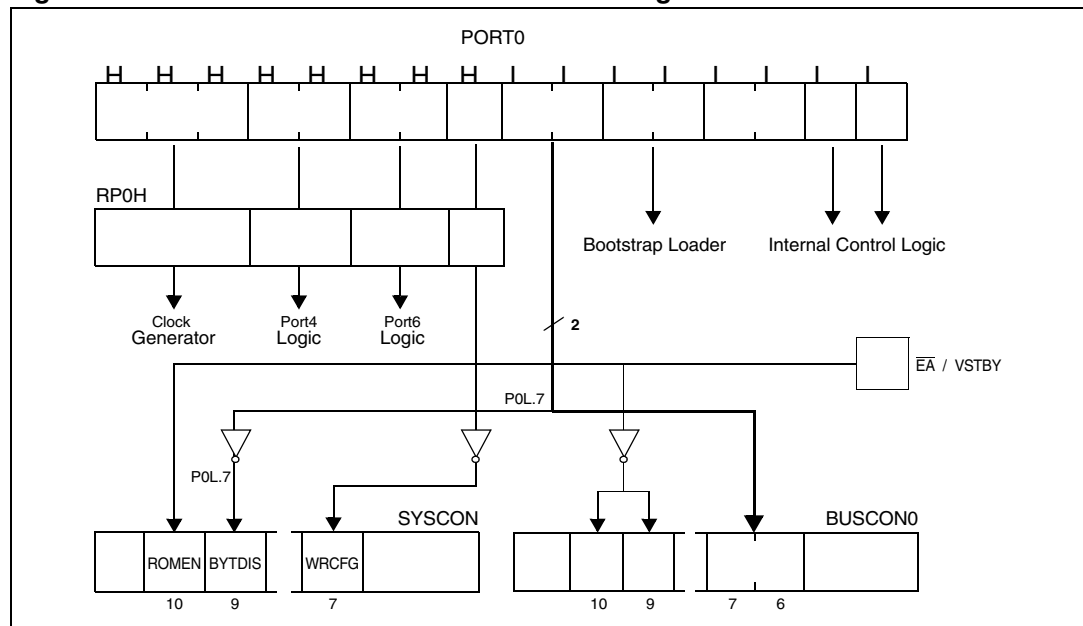 PORT0
H H H H H H H H
RP0H
Bootstrap Loader
Internal Control Logic
Clock
Generator
Port4
Logic
Port6
Logic
2
EA / VSTBY
P0L.7
P0L.7
SYSCON
BUSCON0
ROMEN
BYTDIS
WRCFG
10
9
7
10
9
7
6